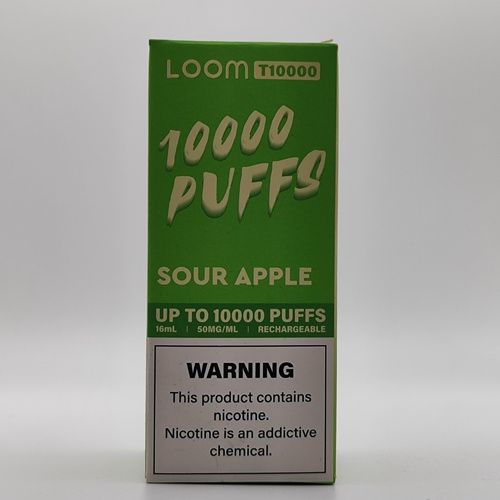 LOOM T10000
10000
PUFFS
SOUR APPLE
UP TO 10000 PUFFS
16mL | 50MG/ML | RECHARGEABLE
WARNING
This product contains
nicotine.
Nicotine is an addictive
chemical.